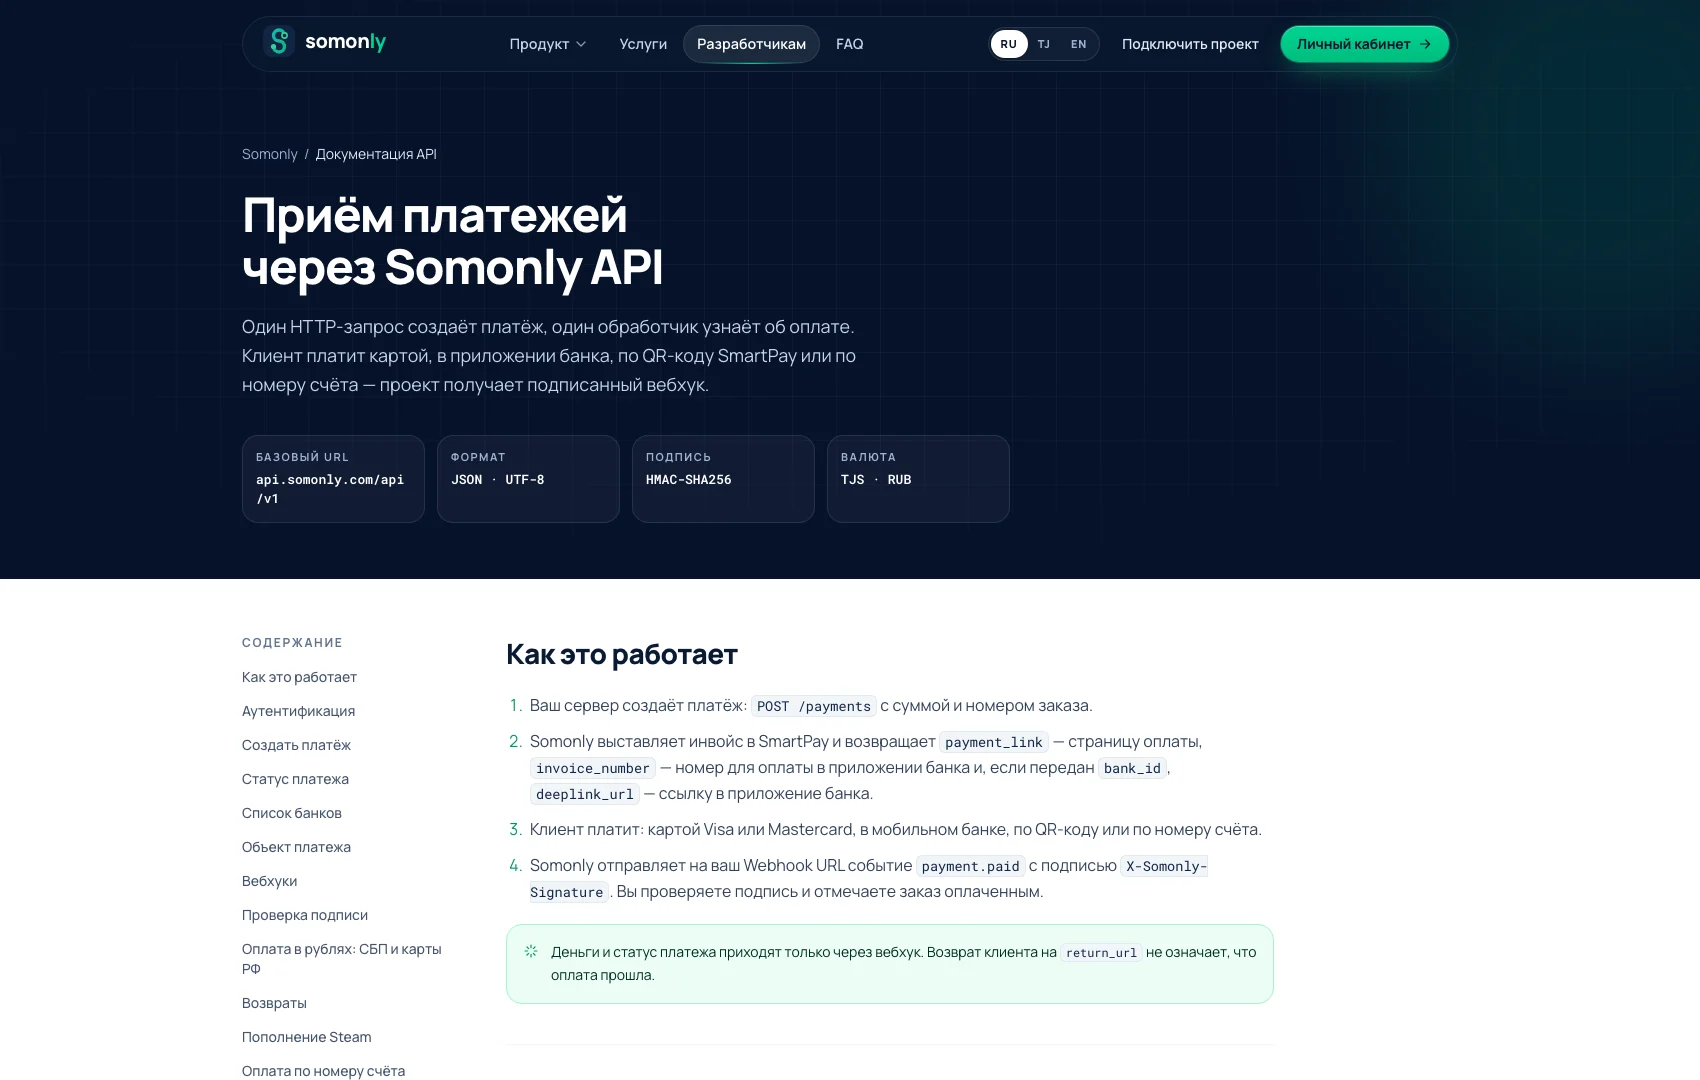 somonly
Продукт
Услуги
Разработчикам
FAQ
RU
TJ
EN
Подключить проект
Личный кабинет →
Somonly / Документация API
Приём платежей
через Somonly API
Один HTTP-запрос создаёт платёж, один обработчик узнаёт об оплате.
Клиент платит картой, в приложении банка, по QR-коду SmartPay или по
номеру счёта — проект получает подписанный вебхук.
БАЗОВЫЙ URL
api.somonly.com/api
/v1
ФОРМАТ
JSON · UTF-8
ПОДПИСЬ
HMAC-SHA256
ВАЛЮТА
TJS · RUB
СОДЕРЖАНИЕ
Как это работает
Аутентификация
Создать платёж
Статус платежа
Список банков
Объект платежа
Вебхуки
Проверка подписи
Оплата в рублях: СБП и карты
РФ
Возвраты
Пополнение Steam
Оплата по номеру счёта
Как это работает
1. Ваш сервер создаёт платёж: POST /payments с суммой и номером заказа.
2. Somonly выставляет инвойс в SmartPay и возвращает payment_link — страницу оплаты,
invoice_number — номер для оплаты в приложении банка и, если передан bank_id,
deeplink_url — ссылку в приложение банка.
3. Клиент платит: картой Visa или Mastercard, в мобильном банке, по QR-коду или по номеру счёта.
4. Somonly отправляет на ваш Webhook URL событие payment.paid с подписью X-Somonly-
Signature. Вы проверяете подпись и отмечаете заказ оплаченным.
Деньги и статус платежа приходят только через вебхук. Возврат клиента на return_url не означает, что
оплата прошла.